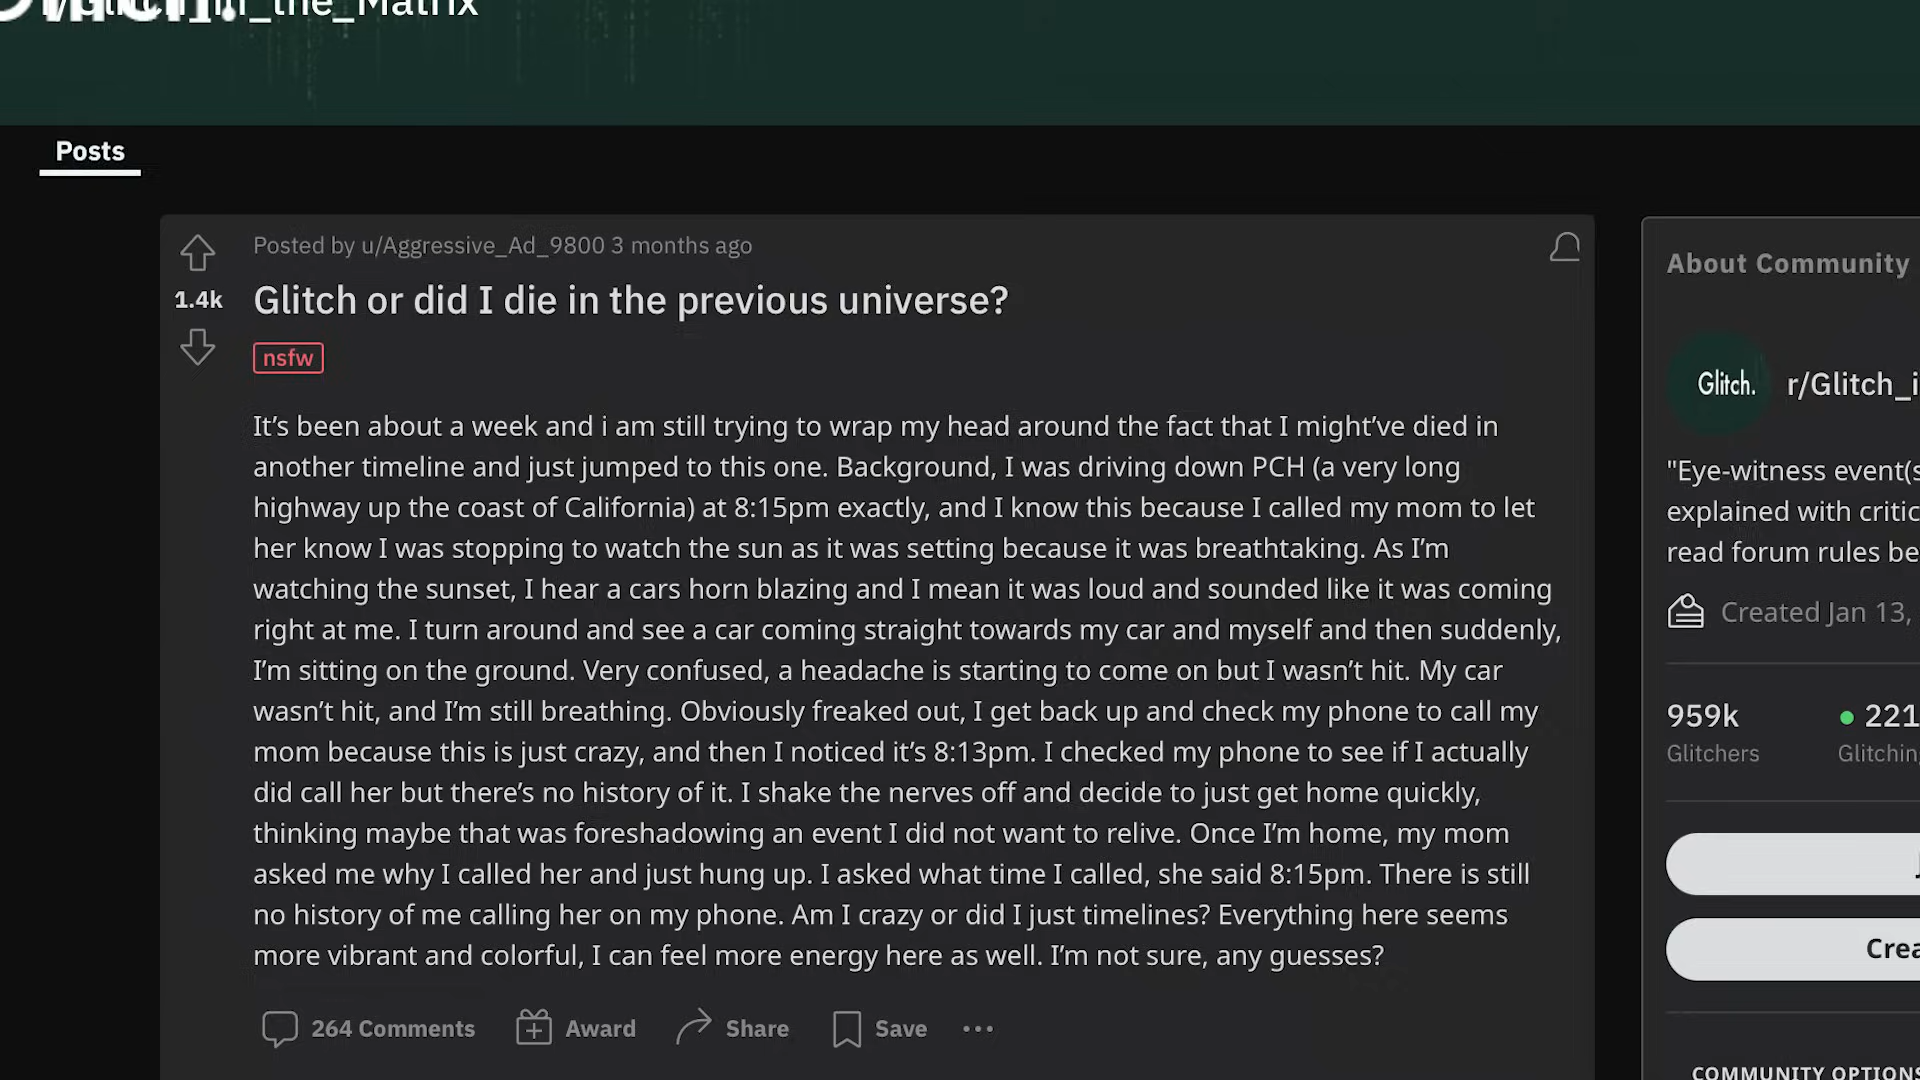 r/Glitch_in_the_Matrix
Posts
Posted by u/Aggressive_Ad_9800 3 months ago
1.4k
Glitch or did I die in the previous universe?
nsfw
It’s been about a week and i am still trying to wrap my head around the fact that I might’ve died in
another timeline and just jumped to this one. Background, I was driving down PCH (a very long
highway up the coast of California) at 8:15pm exactly, and I know this because I called my mom to let
her know I was stopping to watch the sun as it was setting because it was breathtaking. As I’m
watching the sunset, I hear a cars horn blazing and I mean it was loud and sounded like it was coming
right at me. I turn around and see a car coming straight towards my car and myself and then suddenly,
I’m sitting on the ground. Very confused, a headache is starting to come on but I wasn’t hit. My car
wasn’t hit, and I’m still breathing. Obviously freaked out, I get back up and check my phone to call my
mom because this is just crazy, and then I noticed it’s 8:13pm. I checked my phone to see if I actually
did call her but there’s no history of it. I shake the nerves off and decide to just get home quickly,
thinking maybe that was foreshadowing an event I did not want to relive. Once I’m home, my mom
asked me why I called her and just hung up. I asked what time I called, she said 8:15pm. There is still
no history of me calling her on my phone. Am I crazy or did I just timelines? Everything here seems
more vibrant and colorful, I can feel more energy here as well. I’m not sure, any guesses?
264 Comments Award Share Save
About Community
Glitch. r/Glitch_i
"Eye-witness event(s
explained with critic
read forum rules be
Created Jan 13,
959k 221
Glitchers Glitching
Crea
COMMUNITY OPTIONS